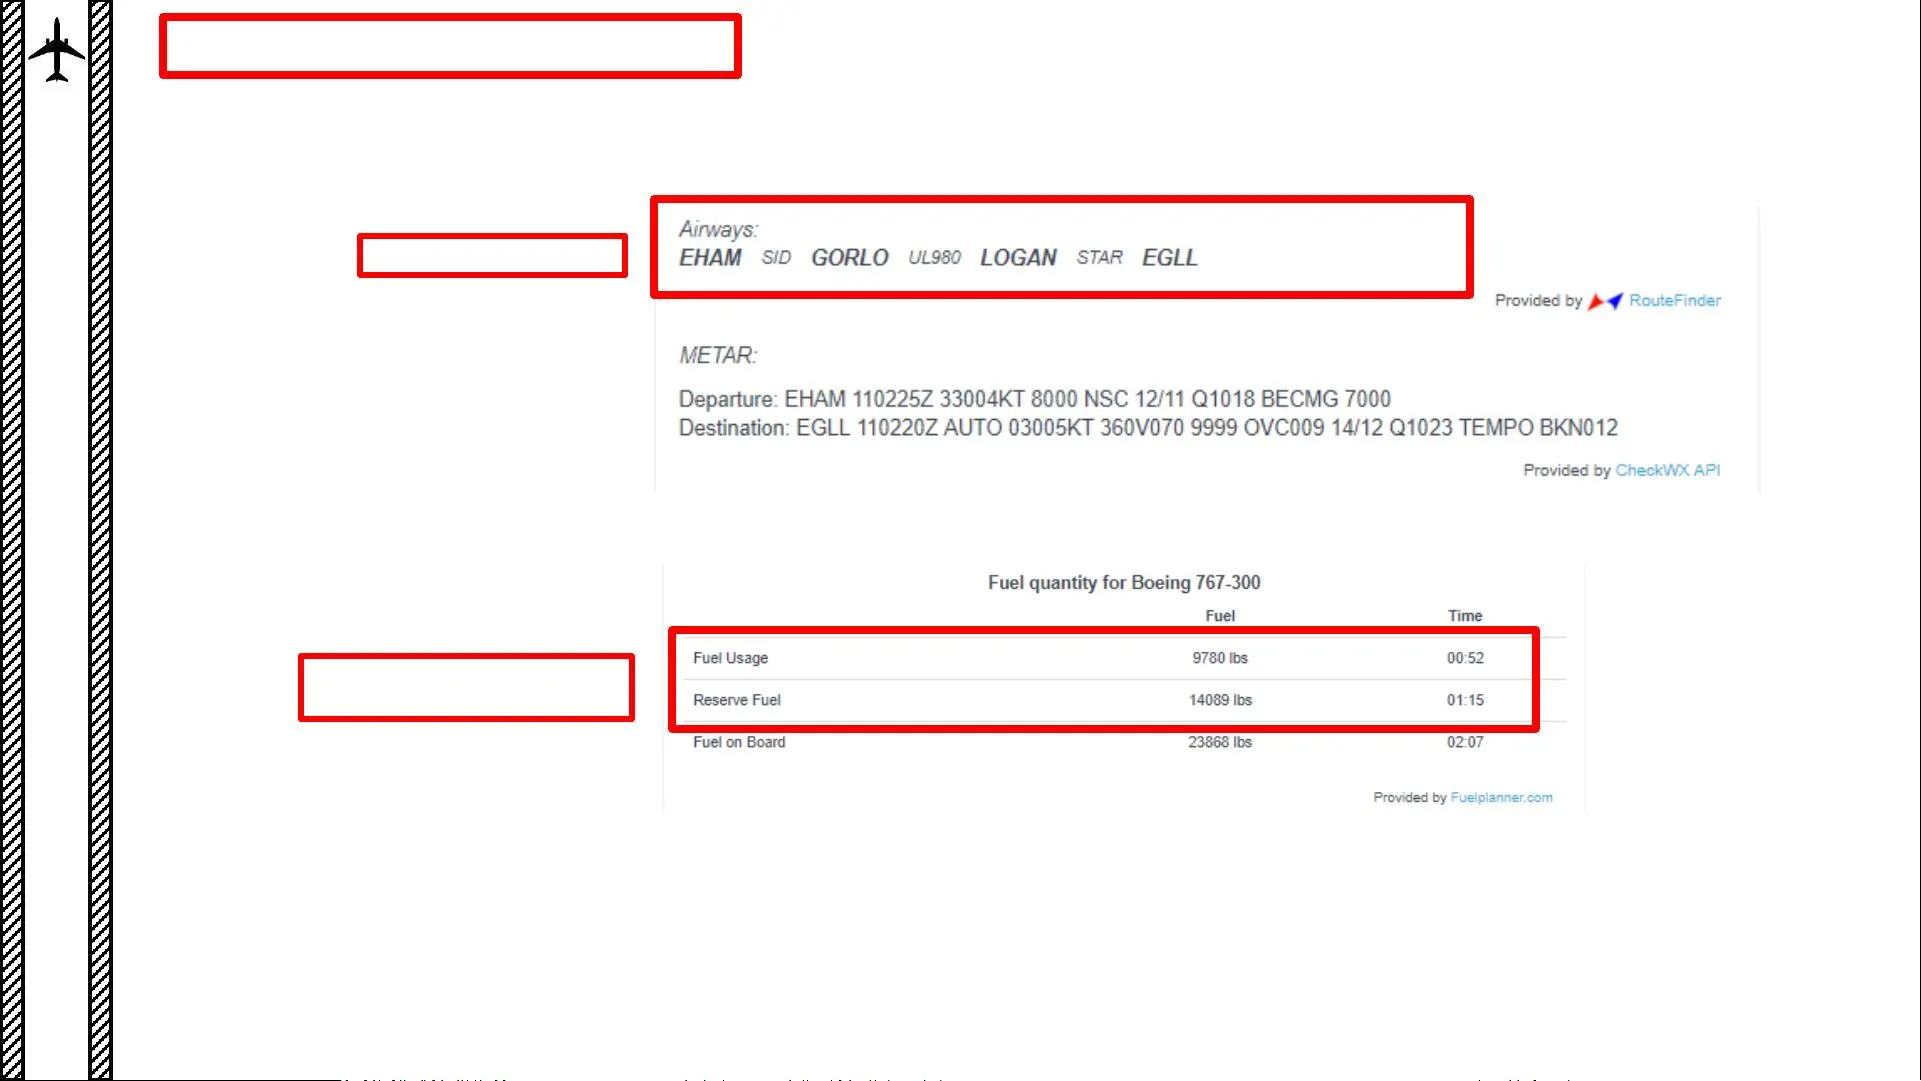 Airways:
EHAM SID GORLO UL980 LOGAN STAR EGLL
Provided by RouteFinder
METAR:
Departure: EHAM 110225Z 33004KT 8000 NSC 12/11 Q1018 BECMG 7000
Destination: EGLL 110220Z AUTO 03005KT 360V070 9999 OVC009 14/12 Q1023 TEMPO BKN012
Provided by CheckWX API
Fuel quantity for Boeing 767-300
Fuel Time
Fuel Usage 9780 lbs 00:52
Reserve Fuel 14089 lbs 01:15
Fuel on Board 23868 lbs 02:07
Provided by Fuelplanner.com